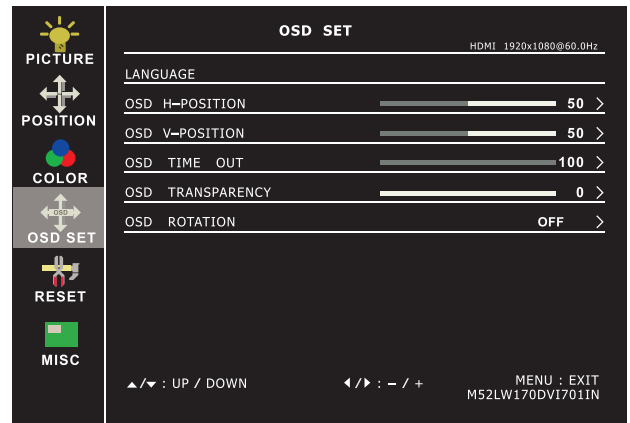 PICTURE
POSITION
COLOR
OSD
OSD SET
RESET
MISC
OSD SET
HDMI 1920x1080@60.0Hz
LANGUAGE
OSD H–POSITION 50
OSD V–POSITION 50
OSD TIME OUT 100
OSD TRANSPARENCY 0
OSD ROTATION OFF
▲/▼ : UP / DOWN ◀/▶ : – / + MENU : EXIT
M52LW170DVI701IN